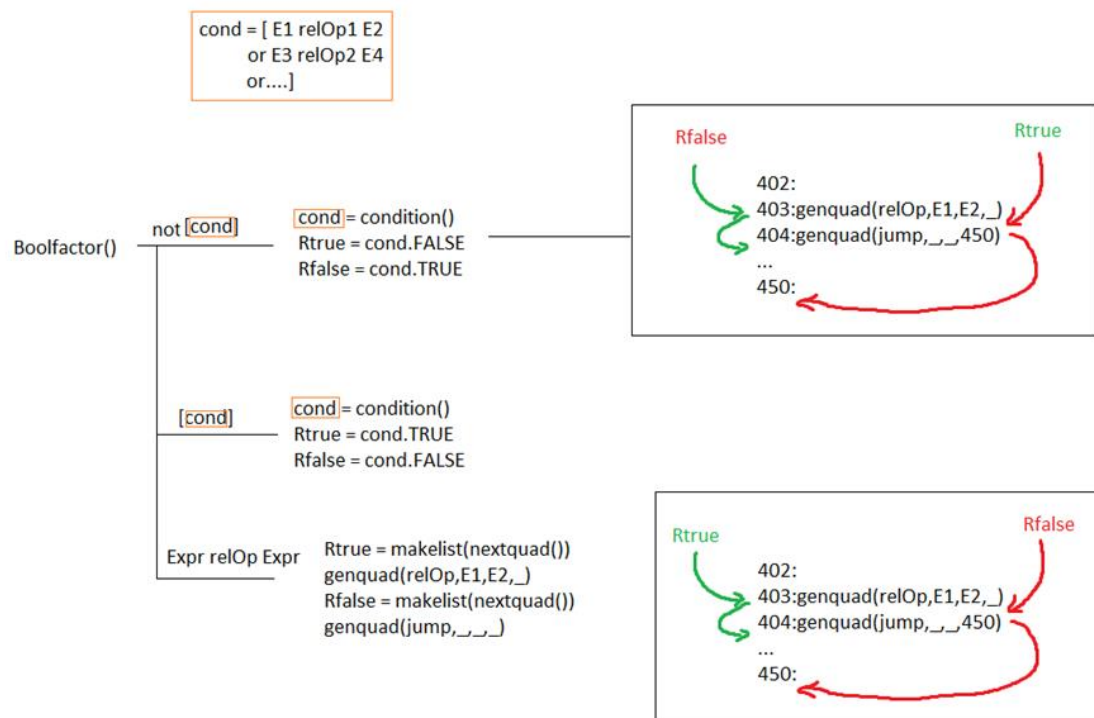 cond = [ E1 relOp1 E2
or E3 relOp2 E4
or....]
Boolfactor()
not [cond]
cond = condition()
Rtrue = cond.FALSE
Rfalse = cond.TRUE
Rfalse
Rtrue
402:
403:genquad(relOp,E1,E2,_)
404:genquad(jump,_,_,450)
...
450:
[cond]
cond = condition()
Rtrue = cond.TRUE
Rfalse = cond.FALSE
Expr relOp Expr
Rtrue = makelist(nextquad())
genquad(relOp,E1,E2,_)
Rfalse = makelist(nextquad())
genquad(jump,_,_,_)
Rtrue
Rfalse
402:
403:genquad(relOp,E1,E2,_)
404:genquad(jump,_,_,450)
...
450: